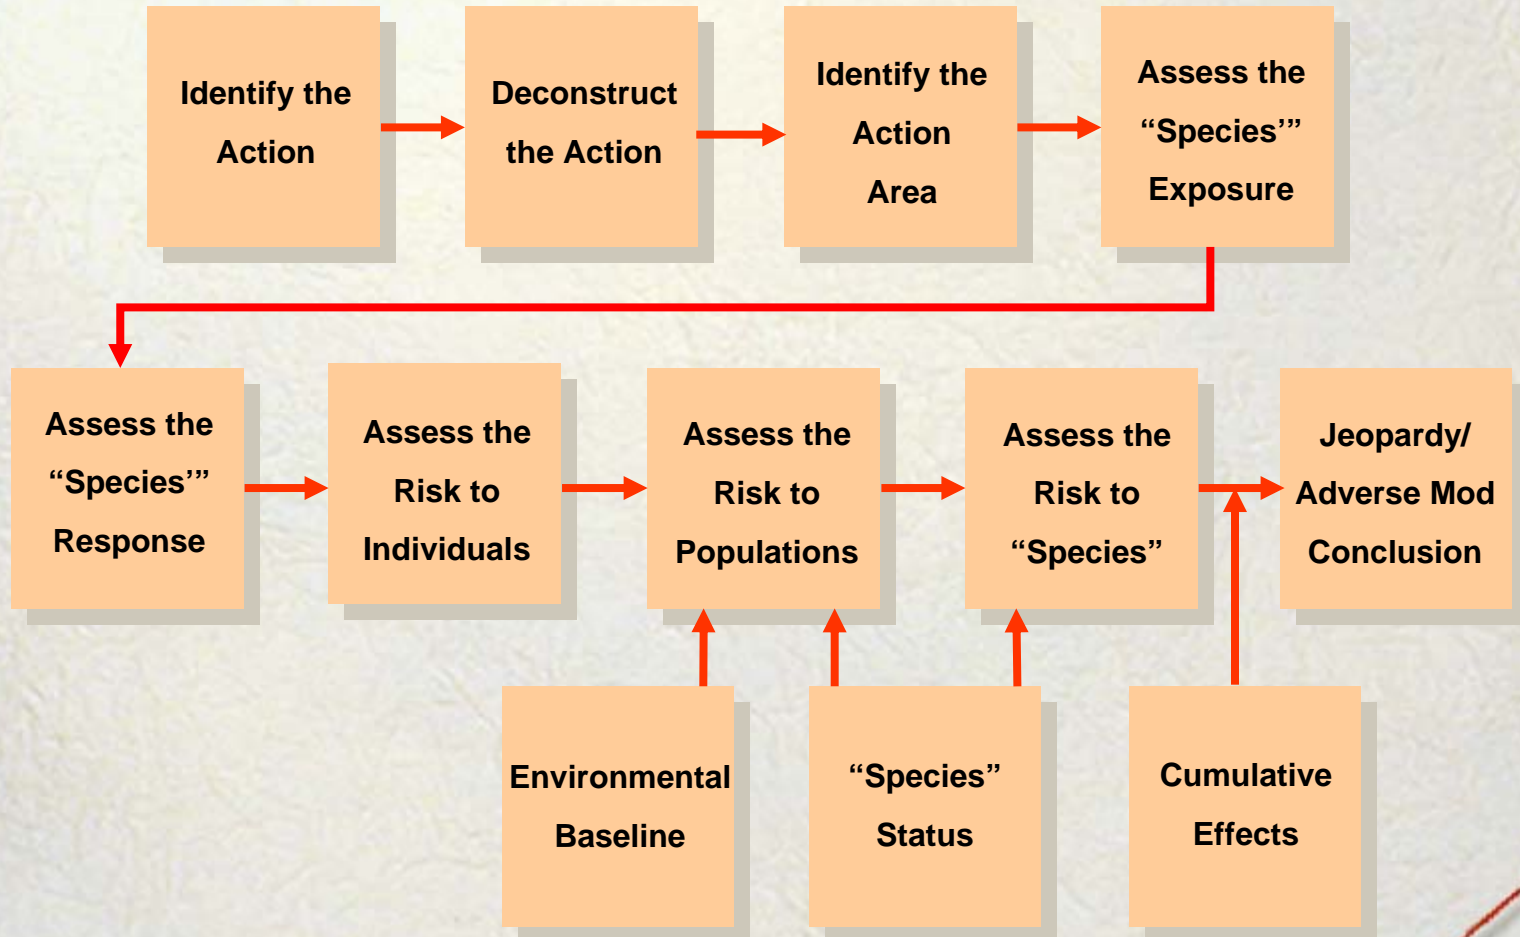 Identify the
Action
Deconstruct
the Action
Identify the
Action
Area
Assess the
“Species’”
Exposure
Assess the
“Species’”
Response
Assess the
Risk to
Individuals
Assess the
Risk to
Populations
Assess the
Risk to
“Species”
Jeopardy/
Adverse Mod
Conclusion
Environmental
Baseline
“Species”
Status
Cumulative
Effects